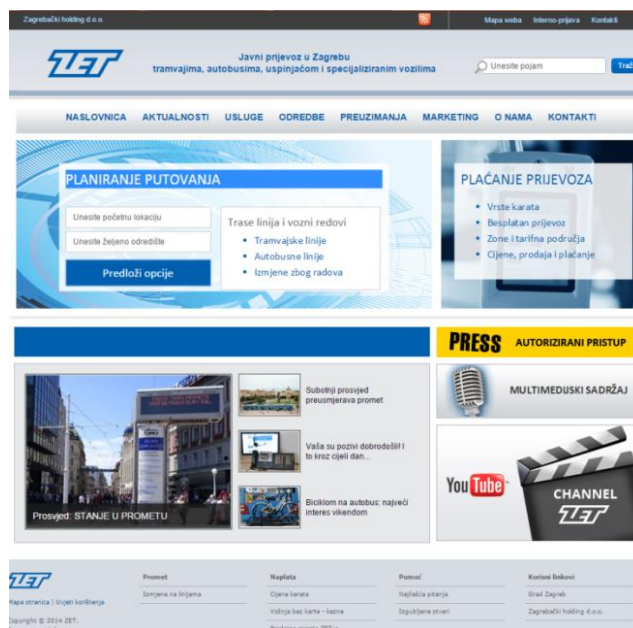 Zagrebački holding d.o.o.
Mapa weba Interno-prijava Kontakti
ZET
Javni prijevoz u Zagrebu
tramvajima, autobusima, uspinjačom i specijaliziranim vozilima
Unesite pojam
Traž
NASLOVNICA AKTUALNOSTI USLUGE ODREDBE PREUZIMANJA MARKETING O NAMA KONTAKTI
PLANIRANJE PUTOVANJA
Unesite početnu lokaciju
Unesite željeno odredište
Predloži opcije
Trase linija i vozni redovi
Tramvajske linije
Autobusne linije
Izmjene zbog radova
PLAĆANJE PRIJEVOZA
Vrste karata
Besplatan prijevoz
Zone i tarifna područja
Cijene, prodaja i plaćanje
PRESS AUTORIZIRANI PRISTUP
Prosvjed: STANJE U PROMETU
Subotnji prosvjed
preusmjerava promet
Vaša su pozivi dobrodošli! I
to kroz cijeli dan...
Biciklom na autobus: najveći
interes vikendom
MULTIMEDIJSKI SADRŽAJ
YouTube
CHANNEL
ZET
ZET
Mapa stranica | Uvjeti korištenja
Copyright © 2014 ZET.
Promet
Izmjene na linijama
Naplata
Cijene karata
Vožnja bez karte - kazne
Pomoć
Najčešća pitanja
Izgubljene stvari
Korisni linkovi
Grad Zagreb
Zagrebački holding d.o.o.